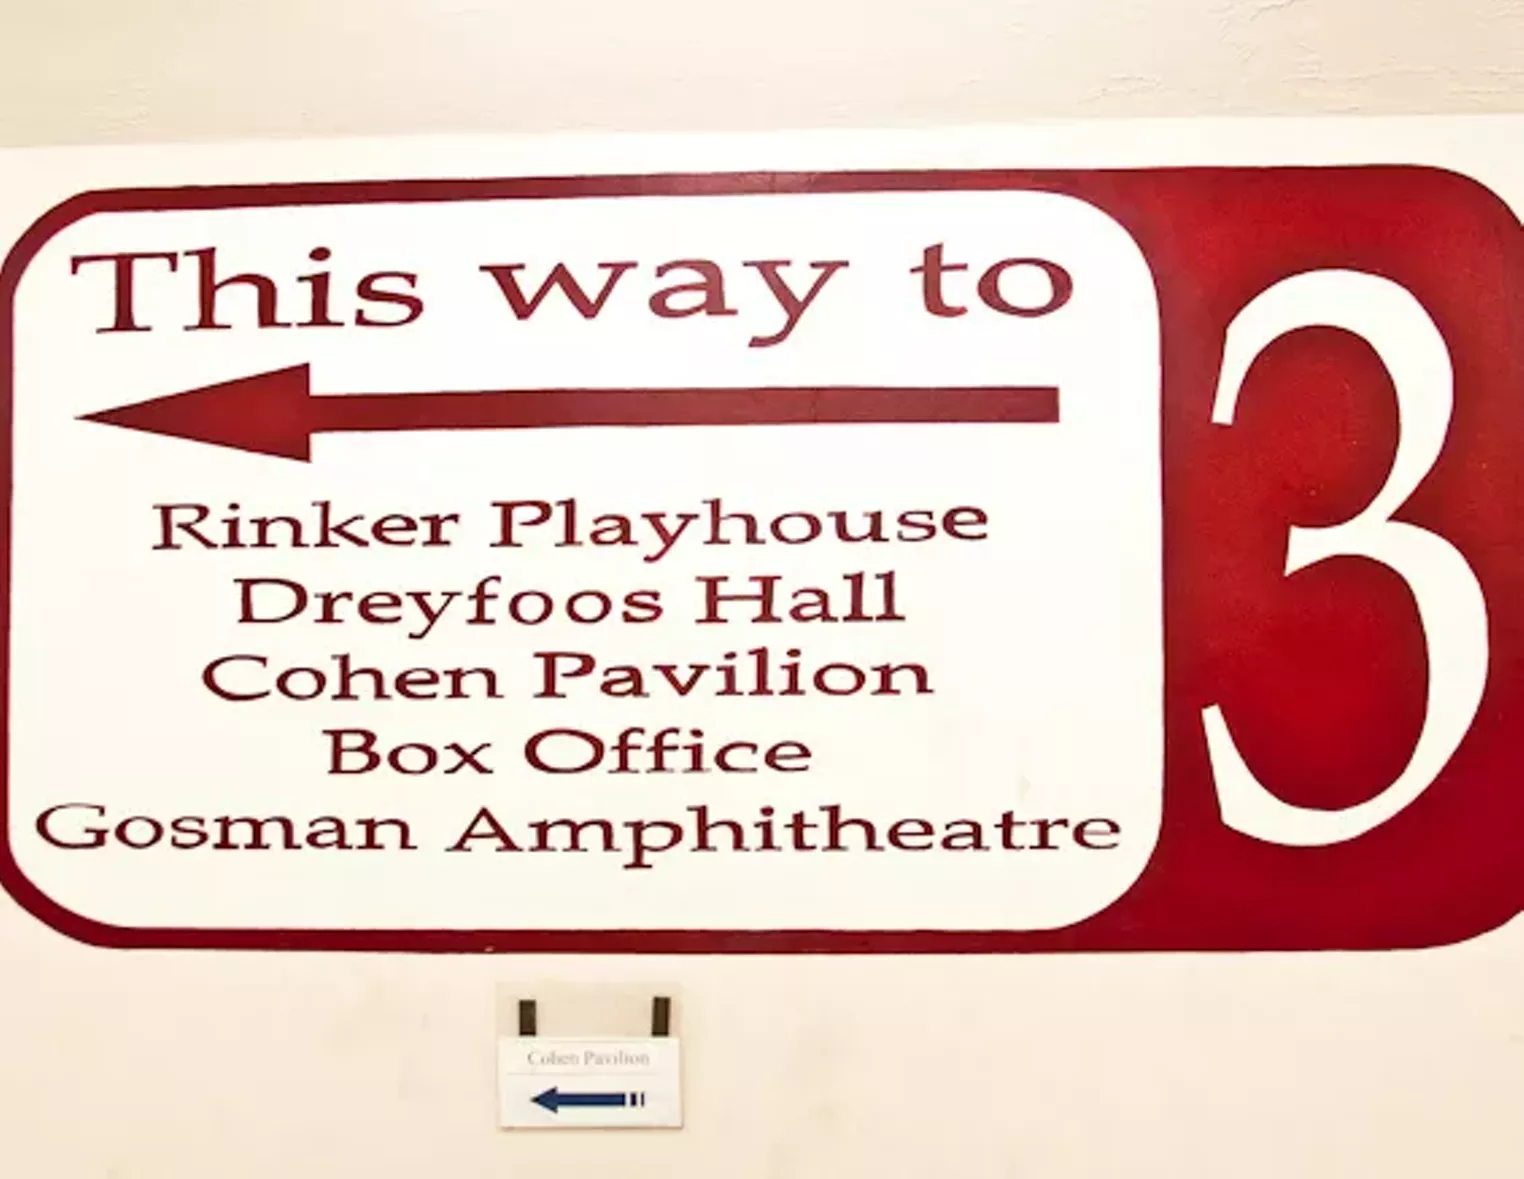 This way to
3
Rinker Playhouse
Dreyfoos Hall
Cohen Pavilion
Box Office
Gosman Amphitheatre
Cohen Pavilion